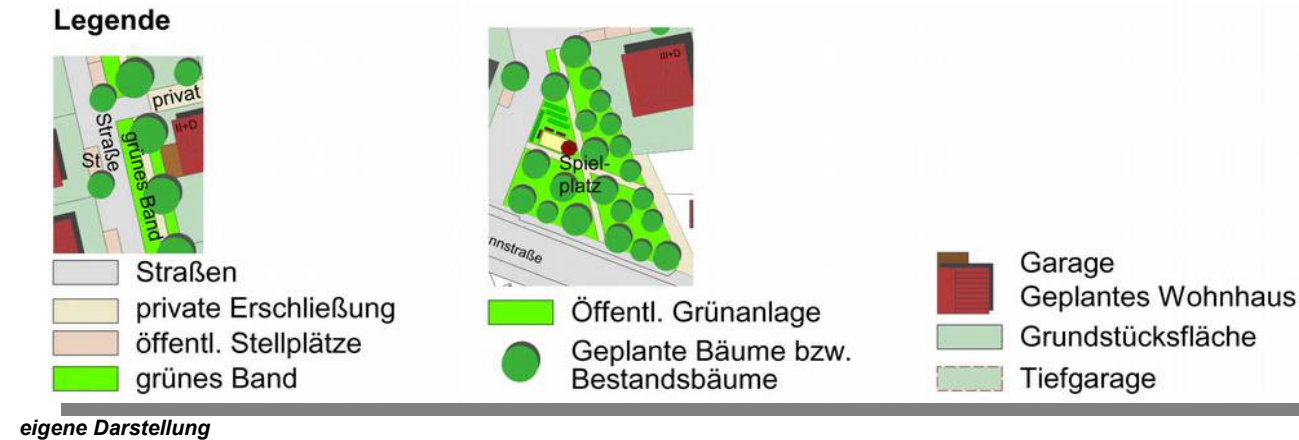 Legende
privat
Straße
grünes Band
St
II+D
Straßen
private Erschließung
öffentl. Stellplätze
grünes Band
III+D
Spiel-
platz
nnstraße
Öffentl. Grünanlage
Geplante Bäume bzw.
Bestandsbäume
Garage
Geplantes Wohnhaus
Grundstücksfläche
Tiefgarage
eigene Darstellung